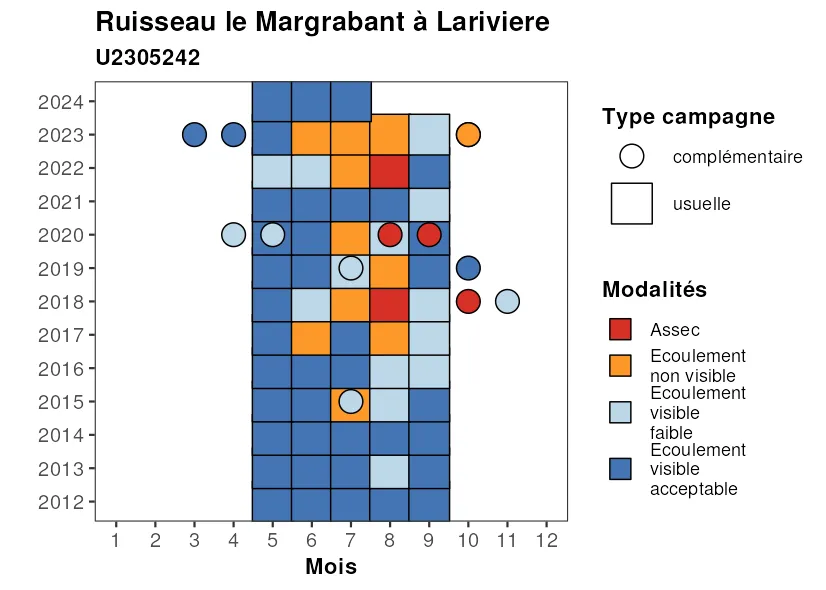 Ruisseau le Margrabant à Lariviere
U2305242
2024
2023
2022
2021
2020
2019
2018
2017
2016
2015
2014
2013
2012
1 2 3 4 5 6 7 8 9 10 11 12
Mois
Type campagne
complémentaire
usuelle
Modalités
Assec
Ecoulement
non visible
Ecoulement
visible
faible
Ecoulement
visible
acceptable